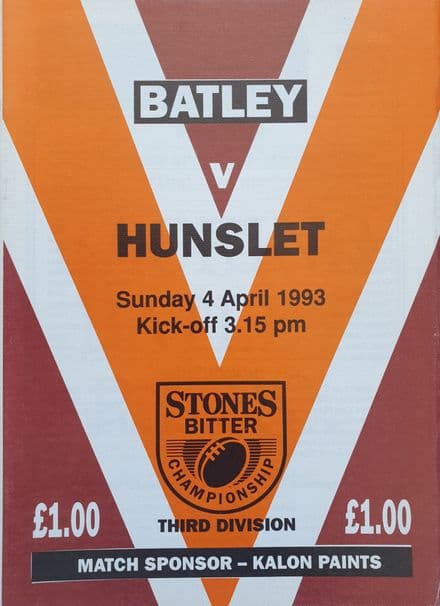 BATLEY
v
HUNSLET
Sunday 4 April 1993
Kick-off 3.15 pm
STONES
BITTER
CHAMPIONSHIP
£1.00
THIRD DIVISION
£1.00
MATCH SPONSOR – KALON PAINTS